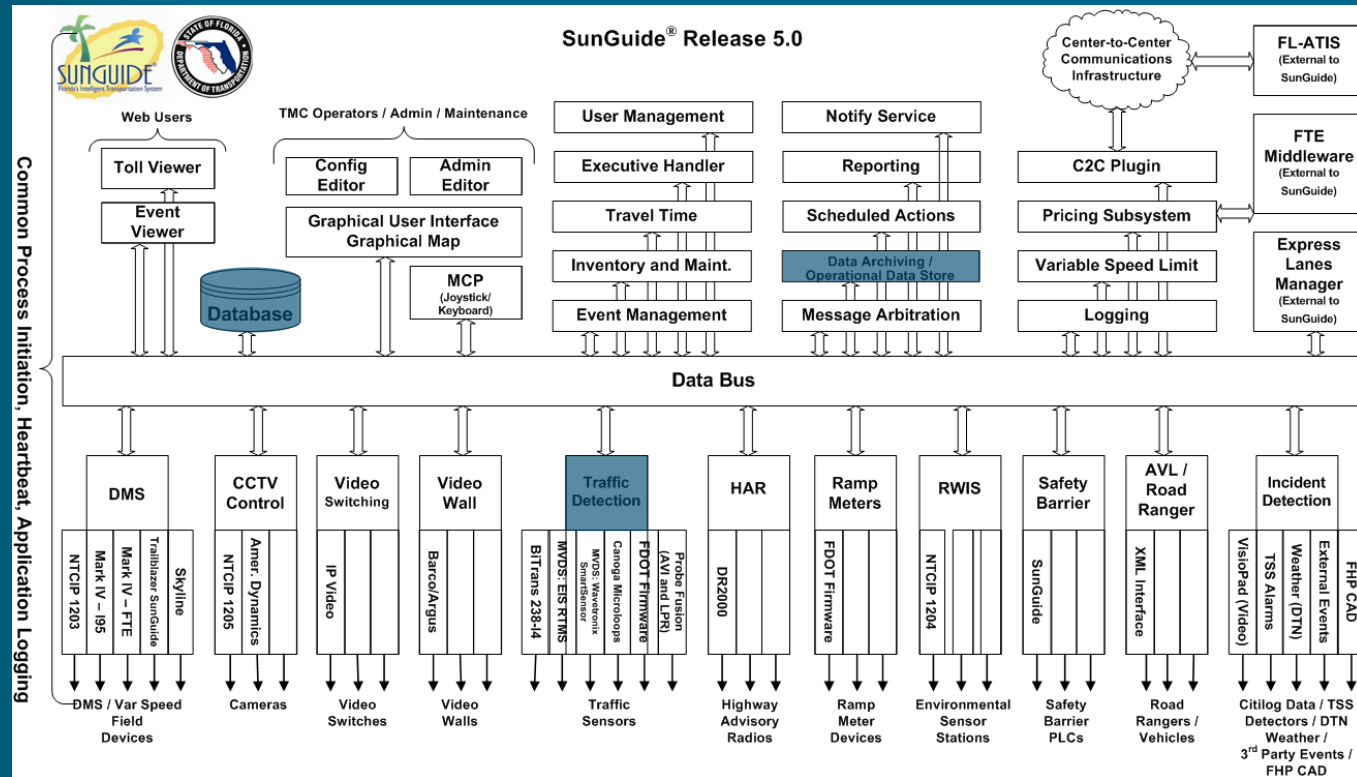 SunGuide® Release 5.0
SUNGUIDE®
Florida's Intelligent Transportation System
STATE OF FLORIDA
DEPARTMENT OF TRANSPORTATION
Common Process Initiation, Heartbeat, Application Logging
Web Users
Toll Viewer
Event
Viewer
Database
TMC Operators / Admin / Maintenance
Config
Editor
Admin
Editor
Graphical User Interface
Graphical Map
MCP
(Joystick/
Keyboard)
User Management
Executive Handler
Travel Time
Inventory and Maint.
Event Management
Notify Service
Reporting
Scheduled Actions
Data Archiving /
Operational Data Store
Message Arbitration
Center-to-Center
Communications
Infrastructure
C2C Plugin
Pricing Subsystem
Variable Speed Limit
Logging
FL-ATIS
(External to
SunGuide)
FTE
Middleware
(External to
SunGuide)
Express
Lanes
Manager
(External to
SunGuide)
Data Bus
DMS
NTCIP 1203
Mark IV – I95
Mark IV – FTE
Trailblazer SunGuide
Skyline
DMS / Var Speed
Field
Devices
CCTV
Control
NTCIP 1205
Amer. Dynamics
Cameras
Video
Switching
IP Video
Video
Switches
Video
Wall
Barco/Argus
Video
Walls
Traffic
Detection
BiTrans 238-I4
MVDS: EIS RTMS
MVDS: Wavetronix
SmartSensor
Canoga Microloops
FDOT Firmware
Probe Fusion
(AVI and LPR)
Traffic
Sensors
HAR
DR2000
Highway
Advisory
Radios
Ramp
Meters
FDOT Firmware
Ramp
Meter
Devices
RWIS
NTCIP 1204
Environmental
Sensor
Stations
Safety
Barrier
SunGuide
Safety
Barrier
PLCs
AVL /
Road
Ranger
XML Interface
Road
Rangers /
Vehicles
Incident
Detection
VisioPad (Video)
TSS Alarms
Weather (DTN)
External Events
FHP CAD
Citilog Data / TSS
Detectors / DTN
Weather /
3rd Party Events /
FHP CAD